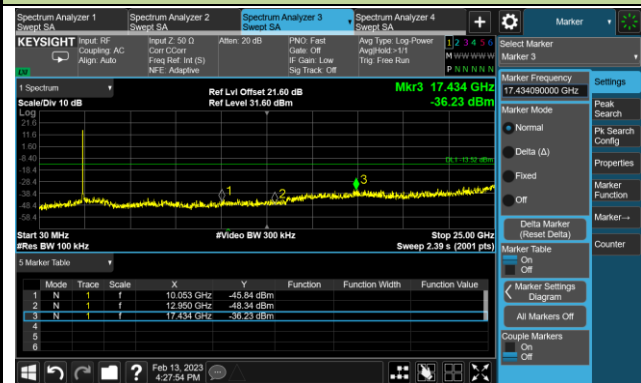 Spectrum Analyzer 1 Spectrum Analyzer 2 Spectrum Analyzer 3 Spectrum Analyzer 4 + Marker
Swept SA Swept SA Swept SA Swept SA
KEYSIGHT Input: RF Input Z: 50 Ω Atten: 20 dB PNO: Fast Avg Type: Log-Power 1 2 3 4 5 6 Select Marker
Coupling: AC Corr CCorr Gate: Off Avg|Hold:>1/1 M W W W W W Marker 3
Align: Auto Freq Ref: Int (S) IF Gain: Low Trig: Free Run
NFE: Adaptive Sig Track: Off P N N N N N
LXI
Marker Frequency Settings
17.434090000 GHz
1 Spectrum Ref Lvl Offset 21.60 dB Mkr3 17.434 GHz
Scale/Div 10 dB Ref Level 31.60 dBm -36.23 dBm
Log
21.6
11.6
1.60
-8.40
-18.4
-28.4
-38.4
-48.4
-58.4
DL1 -13.52 dBm
1
2
3
Start 30 MHz #Video BW 300 kHz Stop 25.00 GHz
#Res BW 100 kHz Sweep 2.39 s (2001 pts)
Marker Mode
Normal
Delta (Δ)
Fixed
Off
Delta Marker
(Reset Delta)
Marker Table
On
Off
Marker Settings
Diagram
All Markers Off
Couple Markers
On
Off
Peak
Search
Pk Search
Config
Properties
Marker
Function
Marker→
Counter
5 Marker Table
Mode Trace Scale X Y Function Function Width Function Value
1 N 1 f 10.053 GHz -45.84 dBm
2 N 1 f 12.950 GHz -48.34 dBm
3 N 1 f 17.434 GHz -36.23 dBm
4
5
6
? Feb 13, 2023
4:27:54 PM